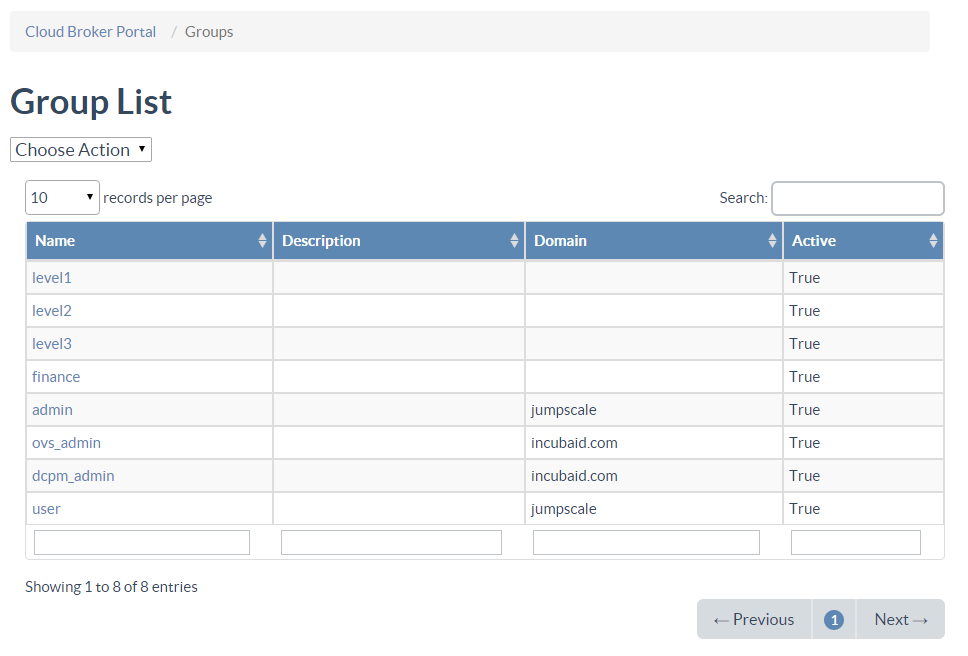 Cloud Broker Portal / Groups
Group List
Choose Action
10 records per page Search:
Name Description Domain Active
level1 True
level2 True
level3 True
finance True
admin jumpscale True
ovs_admin incubaid.com True
dcpm_admin incubaid.com True
user jumpscale True
Showing 1 to 8 of 8 entries
← Previous 1 Next →